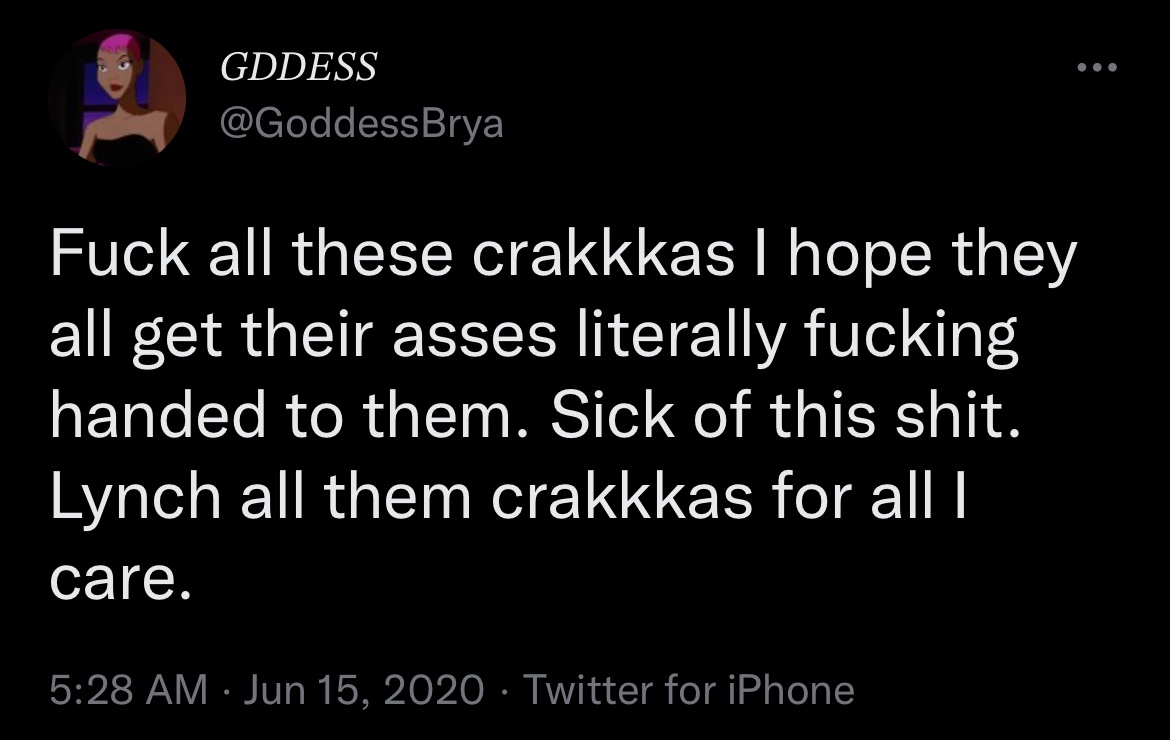 GDDESS
@GoddessBrya
Fuck all these crakkkas I hope they
all get their asses literally fucking
handed to them. Sick of this shit.
Lynch all them crakkkas for all I
care.
5:28 AM · Jun 15, 2020 · Twitter for iPhone